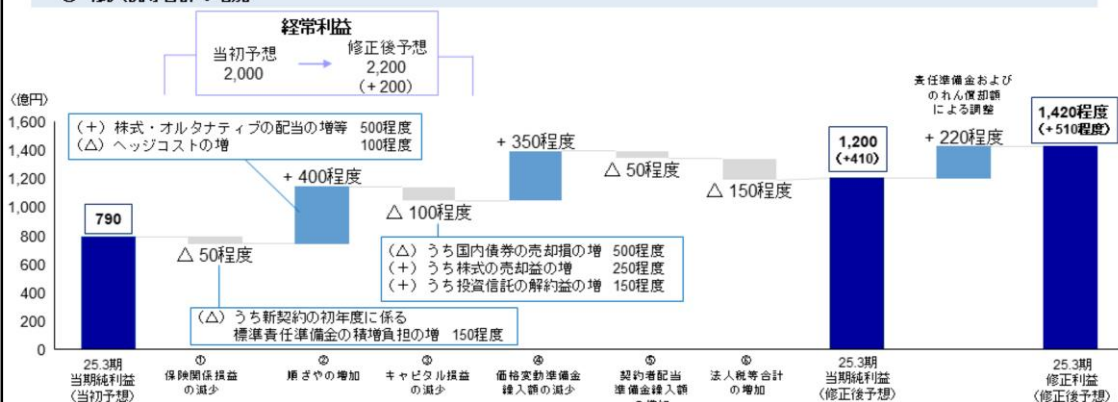 経常利益
当初予想
2,000
修正後予想
2,200
（+200）
（億円）
1,600
1,400
1,200
1,000
800
600
400
200
0
（+）株式・オルタナティブの配当の増等 500程度
（△）ヘッジコストの増 100程度
790
△ 50程度
+ 400程度
△ 100程度
+ 350程度
△ 50程度
△ 150程度
1,200
（+410）
責任準備金および
のれん償却額
による調整
+ 220程度
1,420程度
（+510程度）
（△）うち国内債券の売却損の増 500程度
（+）うち株式の売却益の増 250程度
（+）うち投資信託の解約益の増 150程度
（△）うち新契約の初年度に係る
標準責任準備金の積増負担の増 150程度
25.3期
当期純利益
（当初予想）
①
保険関係損益
の減少
②
順ざやの増加
③
キャピタル損益
の減少
④
価格変動準備金
繰入額の減少
⑤
契約者配当
準備金繰入額
⑥
法人税等合計
の増加
25.3期
当期純利益
（修正後予想）
25.3期
修正利益
（修正後予想）